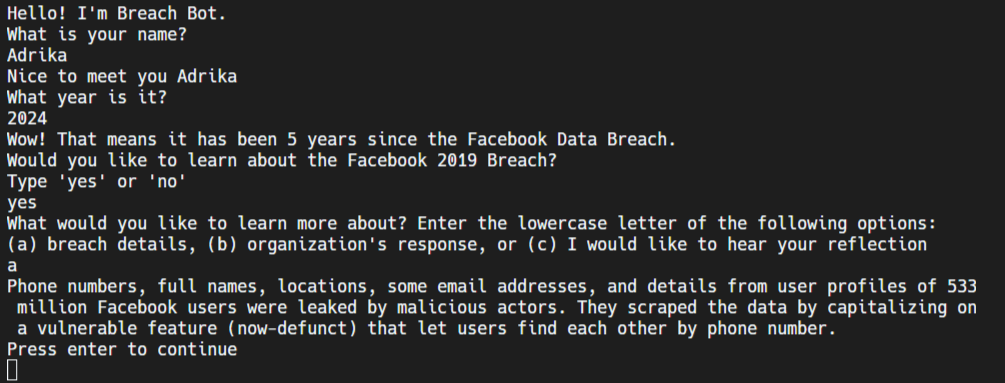 Hello! I'm Breach Bot.
What is your name?
Adrika
Nice to meet you Adrika
What year is it?
2024
Wow! That means it has been 5 years since the Facebook Data Breach.
Would you like to learn about the Facebook 2019 Breach?
Type 'yes' or 'no'
yes
What would you like to learn more about? Enter the lowercase letter of the following options:
(a) breach details, (b) organization's response, or (c) I would like to hear your reflection
a
Phone numbers, full names, locations, some email addresses, and details from user profiles of 533
million Facebook users were leaked by malicious actors. They scraped the data by capitalizing on
a vulnerable feature (now-defunct) that let users find each other by phone number.
Press enter to continue